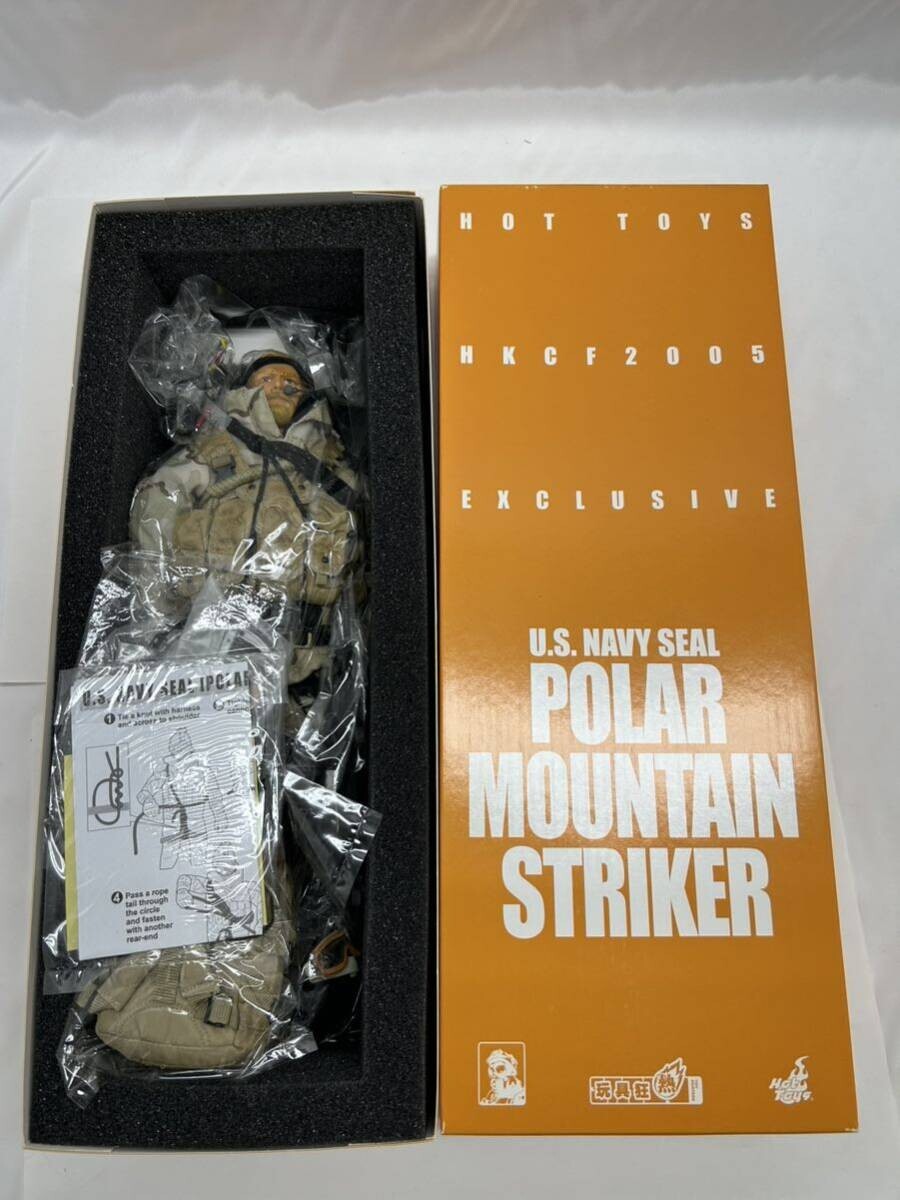 HOT TOYS
HKCF2005
EXCLUSIVE
U.S. NAVY SEAL
POLAR
MOUNTAIN
STRIKER
玩具狂熱
Hot
Toys
U.S. NAVY SEAL (POLAR
1 Tie a knot with harness
and across to shoulder
4 Pass a rope
tail through
the circle
and fasten
with another
rear-end